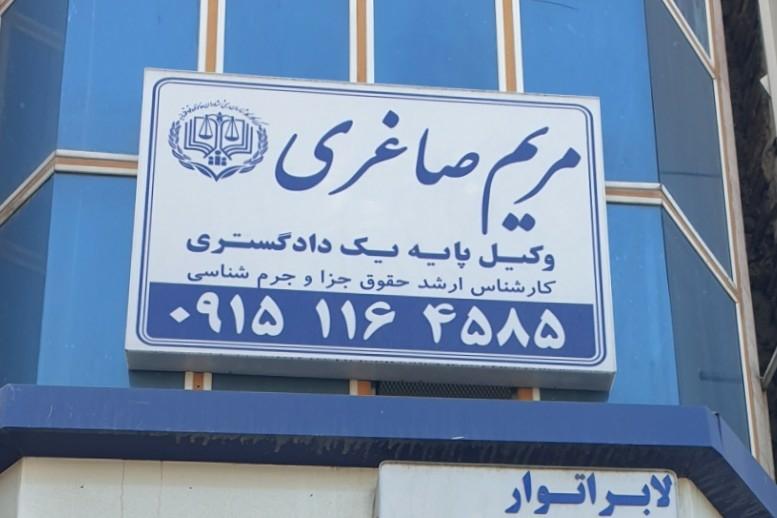 مریم صاغری
وکیل پایه یک دادگستری
کارشناس ارشد حقوق جزا و جرم شناسی
۰۹۱۵ ۱۱۶ ۴۵۸۵
لابراتوار